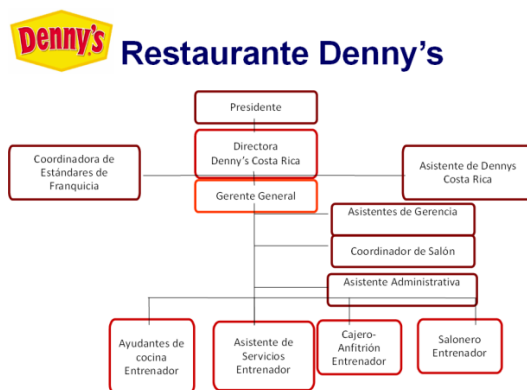 Denny's
Restaurante Denny's
Presidente
Directora
Denny's Costa Rica
Coordinadora de
Estándares de
Franquicia
Asistente de Dennys
Costa Rica
Gerente General
Asistentes de Gerencia
Coordinador de Salón
Asistente Administrativa
Ayudantes de
cocina
Entrenador
Asistente de
Servicios
Entrenador
Cajero-
Anfitrión
Entrenador
Salonero
Entrenador